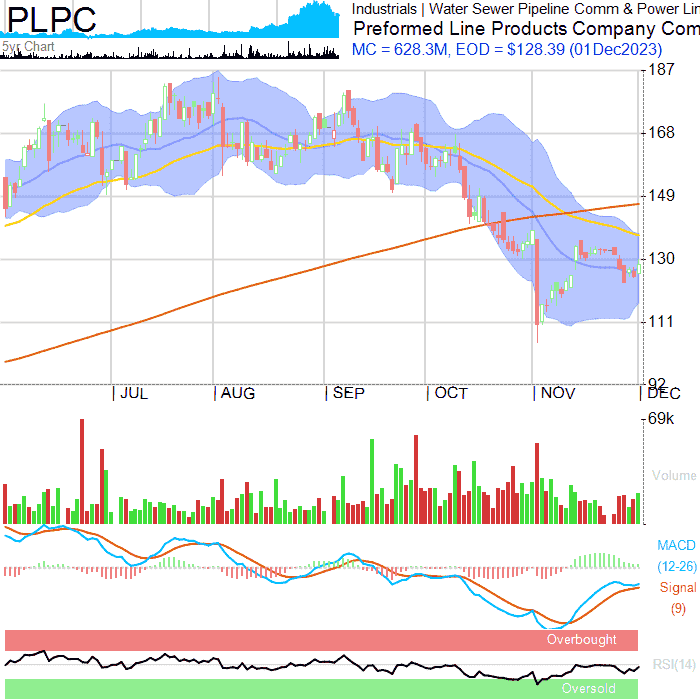 PLPC
5yr Chart
Industrials | Water Sewer Pipeline Comm & Power Lin
Preformed Line Products Company Com
MC = 628.3M, EOD = $128.39 (01Dec2023)
187
168
149
130
111
92
JUL AUG SEP OCT NOV DEC
69k
Volume
MACD
(12-26)
Signal
(9)
Overbought
RSI(14)
Oversold